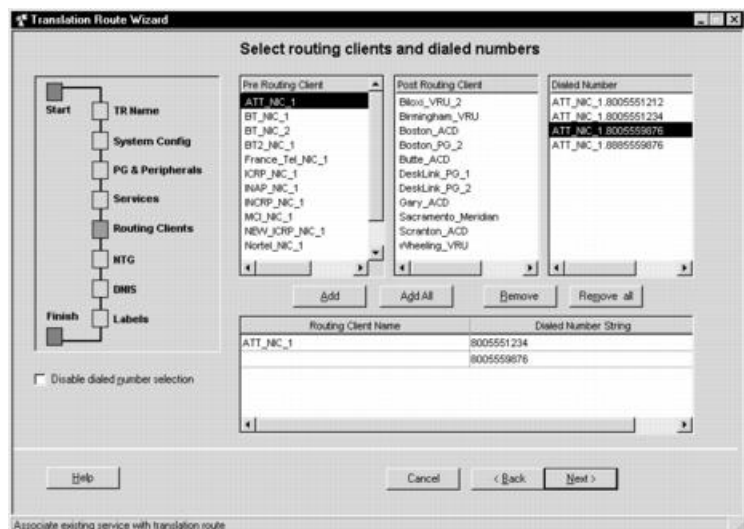 Translation Route Wizard
Select routing clients and dialed numbers
Start
TR Name
System Config
PG & Peripherals
Services
Routing Clients
NTG
DNIS
Finish
Labels
Disable dialed number selection
Pre Routing Client
ATT_NIC_1
BT_NIC_1
BT_NIC_2
BT2_NIC_1
France_Tel_NIC_1
ICRP_NIC_1
INAP_NIC_1
INCRP_NIC_1
MCI_NIC_1
NEW_ICRP_NIC_1
Nortel_NIC_1
Post Routing Client
Biloxi_VRU_2
Birmingham_VRU
Boston_ACD
Boston_PG_2
Butte_ACD
DeskLink_PG_1
DeskLink_PG_2
Gary_ACD
Sacramento_Meridian
Scranton_ACD
Wheeling_VRU
Dialed Number
ATT_NIC_1.8005551212
ATT_NIC_1.8005551234
ATT_NIC_1.8005559876
ATT_NIC_1.8885559876
Add
Add All
Remove
Remove all
Routing Client Name Dialed Number String
ATT_NIC_1 8005551234
8005559876
Help
Cancel
< Back
Next >
Associate existing service with translation route